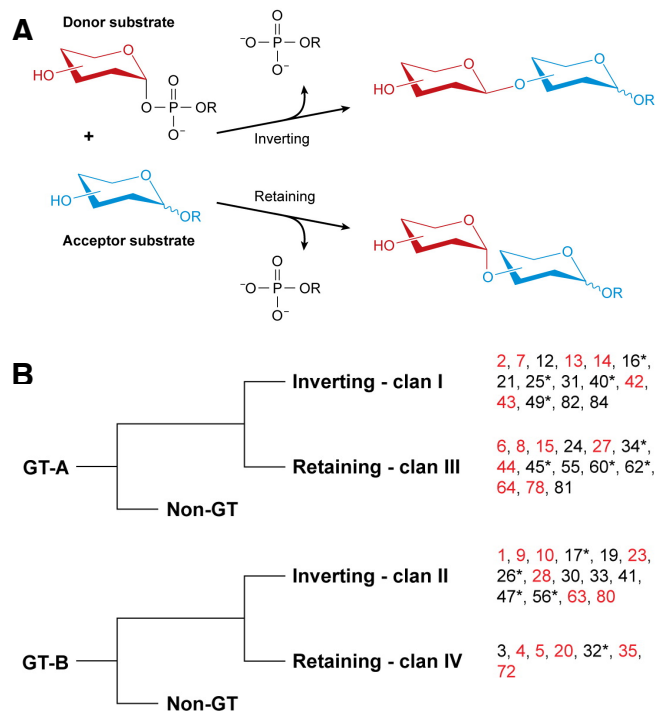 A
Donor substrate
HO
O
O
O P OR
O⁻
+
HO
O
OR
Acceptor substrate
O
⁻O P OR
O⁻
Inverting
Retaining
O
⁻O P OR
O⁻
HO
O
O
O
OR
HO
O
O
O
OR
B
GT-A
Inverting - clan I
2, 7, 12, 13, 14, 16*,
21, 25*, 31, 40*, 42,
43, 49*, 82, 84
Retaining - clan III
6, 8, 15, 24, 27, 34*,
44, 45*, 55, 60*, 62*,
64, 78, 81
Non-GT
GT-B
Inverting - clan II
1, 9, 10, 17*, 19, 23,
26*, 28, 30, 33, 41,
47*, 56*, 63, 80
Retaining - clan IV
3, 4, 5, 20, 32*, 35,
72
Non-GT